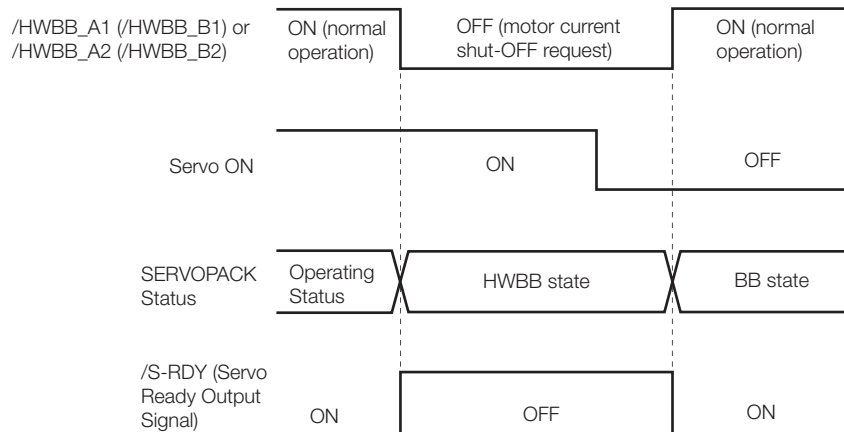 /HWBB_A1 (/HWBB_B1) or
/HWBB_A2 (/HWBB_B2)
ON (normal
operation)
OFF (motor current
shut-OFF request)
ON (normal
operation)
Servo ON
ON
OFF
SERVOPACK
Status
Operating
Status
HWBB state
BB state
/S-RDY (Servo
Ready Output
Signal)
ON
OFF
ON